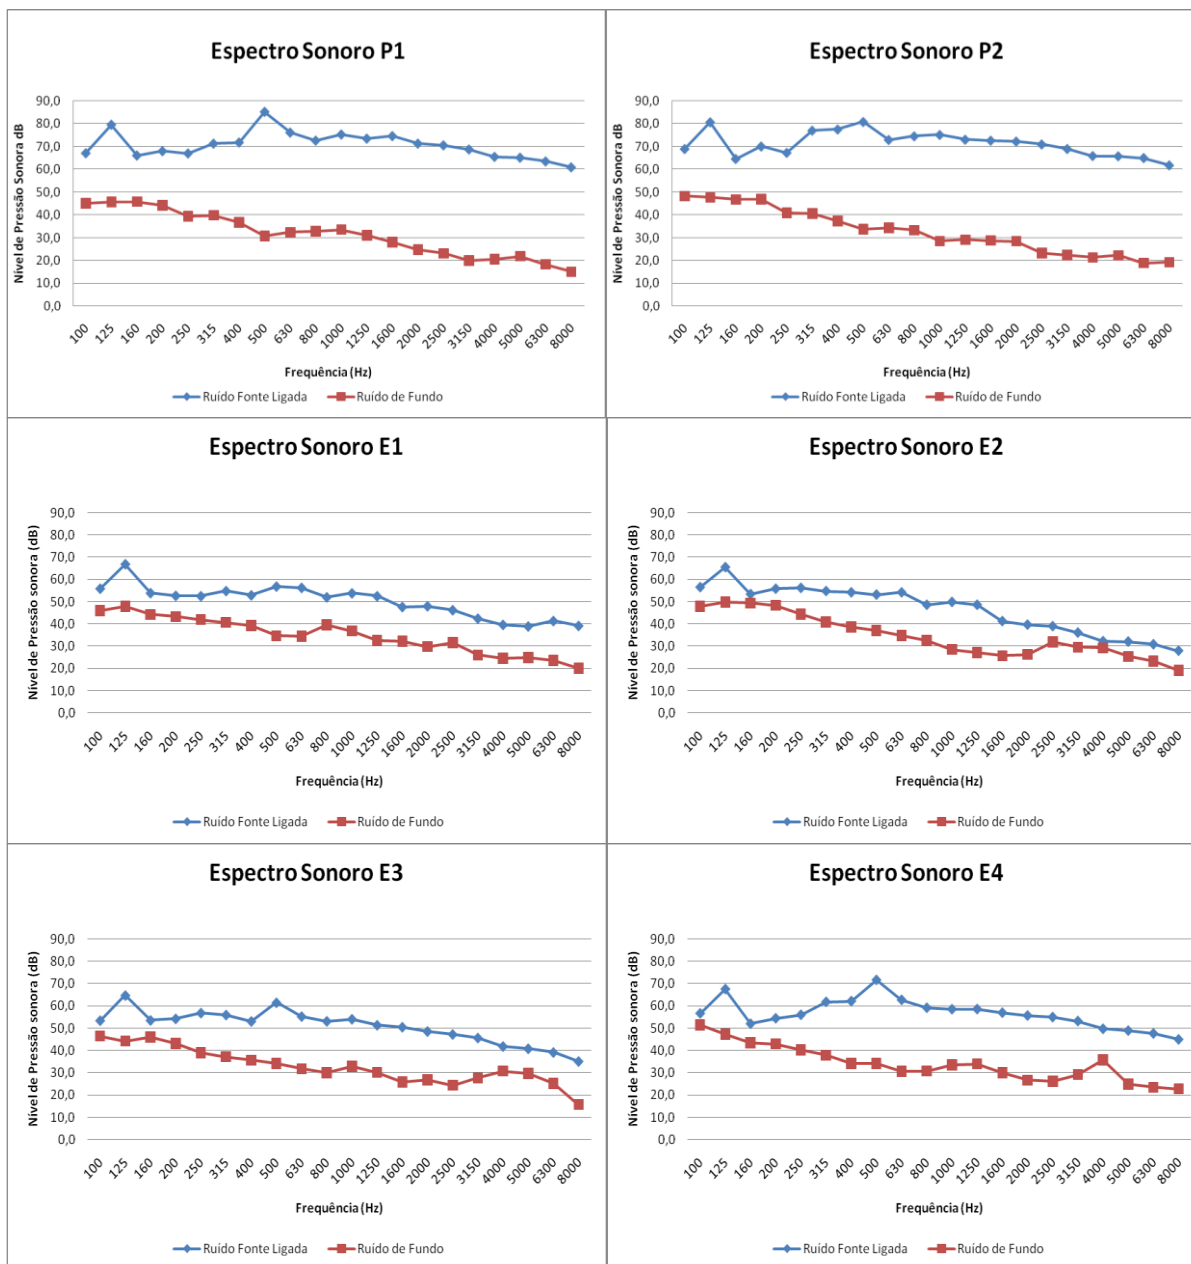 Espectro Sonoro P1
Nível de Pressão Sonora dB
90,0
80,0
70,0
60,0
50,0
40,0
30,0
20,0
10,0
0,0
100 125 160 200 250 315 400 500 630 800 1000 1250 1600 2000 2500 3150 4000 5000 6300 8000
Frequência (Hz)
Ruído Fonte Ligada Ruído de Fundo
Espectro Sonoro P2
Nível de Pressão Sonora dB
90,0
80,0
70,0
60,0
50,0
40,0
30,0
20,0
10,0
0,0
100 125 160 200 250 315 400 500 630 800 1000 1250 1600 2000 2500 3150 4000 5000 6300 8000
Frequência (Hz)
Ruído Fonte Ligada Ruído de Fundo
Espectro Sonoro E1
Nível de Pressão sonora (dB)
90,0
80,0
70,0
60,0
50,0
40,0
30,0
20,0
10,0
0,0
100 125 160 200 250 315 400 500 630 800 1000 1250 1600 2000 2500 3150 4000 5000 6300 8000
Frequência (Hz)
Ruído Fonte Ligada Ruído de Fundo
Espectro Sonoro E2
Nível de Pressão sonora (dB)
90,0
80,0
70,0
60,0
50,0
40,0
30,0
20,0
10,0
0,0
100 125 160 200 250 315 400 500 630 800 1000 1250 1600 2000 2500 3150 4000 5000 6300 8000
Frequência (Hz)
Ruído Fonte Ligada Ruído de Fundo
Espectro Sonoro E3
Nível de Pressão sonora (dB)
90,0
80,0
70,0
60,0
50,0
40,0
30,0
20,0
10,0
0,0
100 125 160 200 250 315 400 500 630 800 1000 1250 1600 2000 2500 3150 4000 5000 6300 8000
Frequência (Hz)
Ruído Fonte Ligada Ruído de Fundo
Espectro Sonoro E4
Nível de Pressão sonora (dB)
90,0
80,0
70,0
60,0
50,0
40,0
30,0
20,0
10,0
0,0
100 125 160 200 250 315 400 500 630 800 1000 1250 1600 2000 2500 3150 4000 5000 6300 8000
Frequência (Hz)
Ruído Fonte Ligada Ruído de Fundo